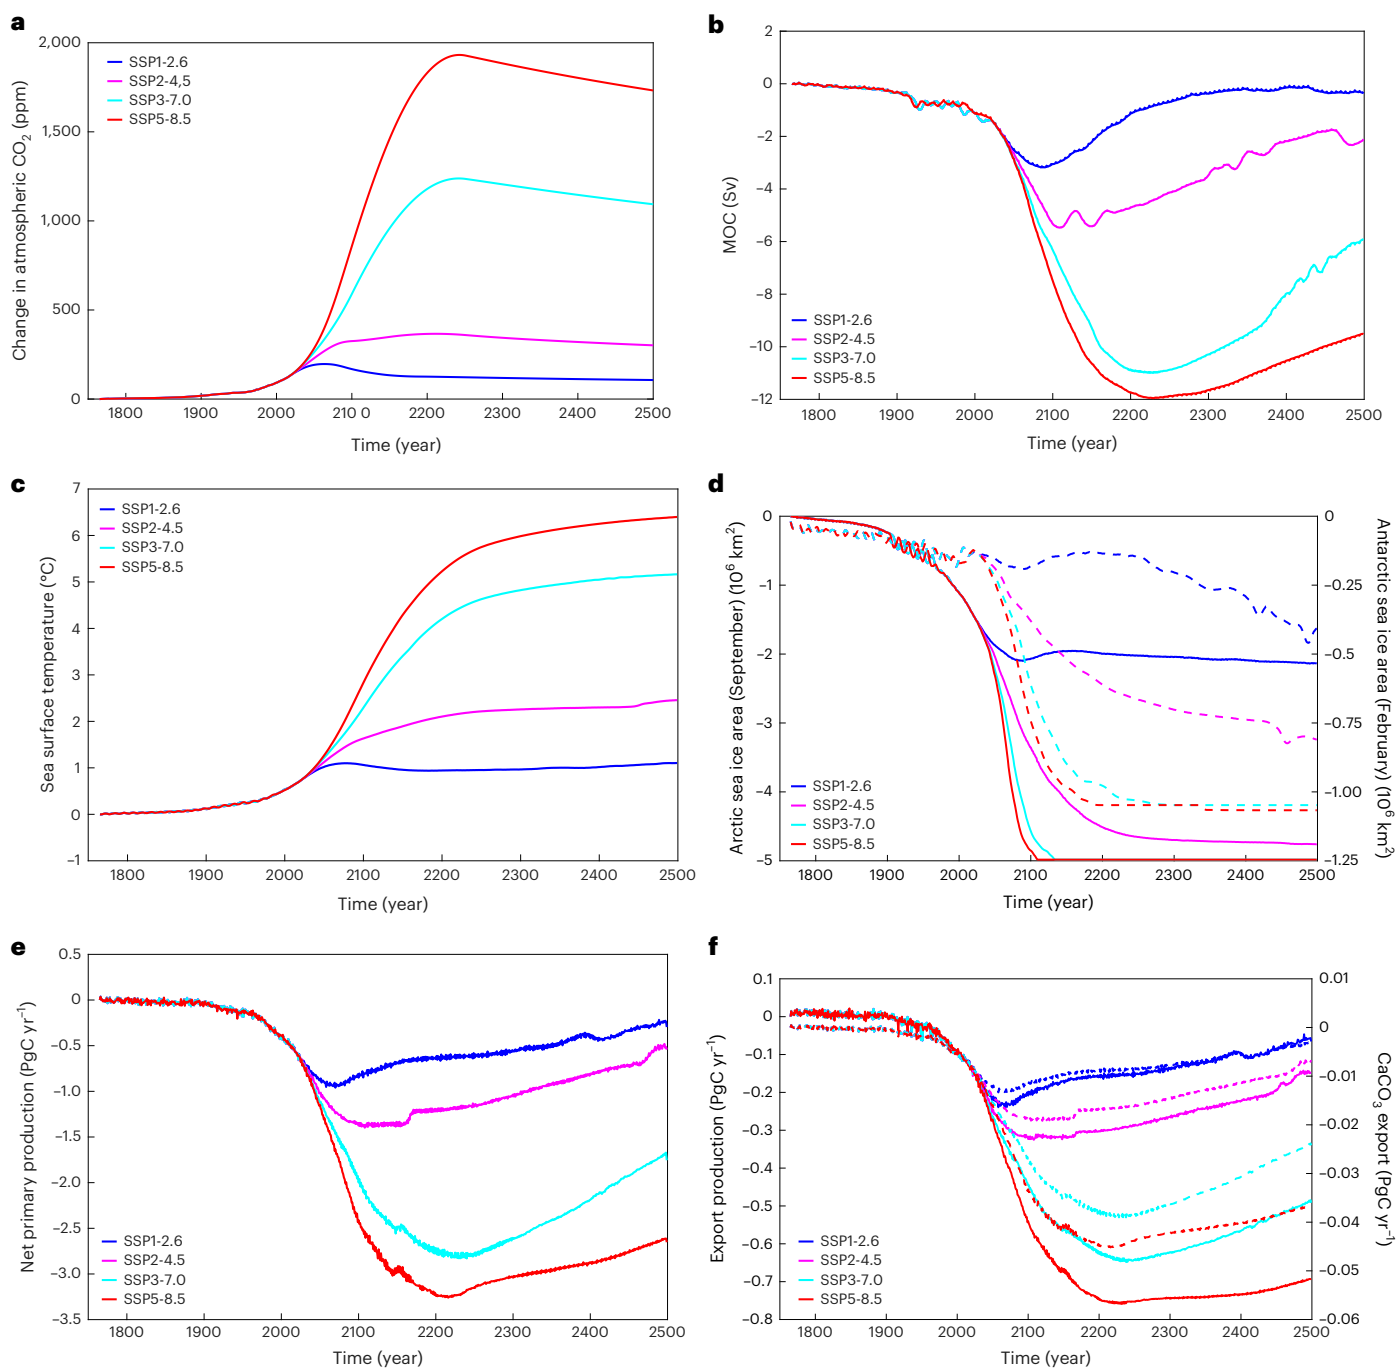 a
2,000
1,500
1,000
500
0
Change in atmospheric CO2 (ppm)
SSP1-2.6
SSP2-4,5
SSP3-7.0
SSP5-8.5
1800 1900 2000 2100 2200 2300 2400 2500
Time (year)
b
2
0
–2
–4
–6
–8
–10
–12
MOC (Sv)
SSP1-2.6
SSP2-4.5
SSP3-7.0
SSP5-8.5
1800 1900 2000 2100 2200 2300 2400 2500
Time (year)
c
7
6
5
4
3
2
1
0
–1
Sea surface temperature (°C)
SSP1-2.6
SSP2-4.5
SSP3-7.0
SSP5-8.5
1800 1900 2000 2100 2200 2300 2400 2500
Time (year)
d
0
–1
–2
–3
–4
–5
Arctic sea ice area (September) (10⁶ km²)
SSP1-2.6
SSP2-4.5
SSP3-7.0
SSP5-8.5
0
–0.25
–0.5
–0.75
–1.00
–1.25
Antarctic sea ice area (February) (10⁶ km²)
1800 1900 2000 2100 2200 2300 2400 2500
Time (year)
e
0.5
0
–0.5
–1.0
–1.5
–2.0
–2.5
–3.0
–3.5
Net primary production (PgC yr⁻¹)
SSP1-2.6
SSP2-4.5
SSP3-7.0
SSP5-8.5
1800 1900 2000 2100 2200 2300 2400 2500
Time (year)
f
0.1
0
–0.1
–0.2
–0.3
–0.4
–0.5
–0.6
–0.7
–0.8
Export production (PgC yr⁻¹)
SSP1-2.6
SSP2-4.5
SSP3-7.0
SSP5-8.5
0.01
0
–0.01
–0.02
–0.03
–0.04
–0.05
–0.06
CaCO₃ export (PgC yr⁻¹)
1800 1900 2000 2100 2200 2300 2400 2500
Time (year)